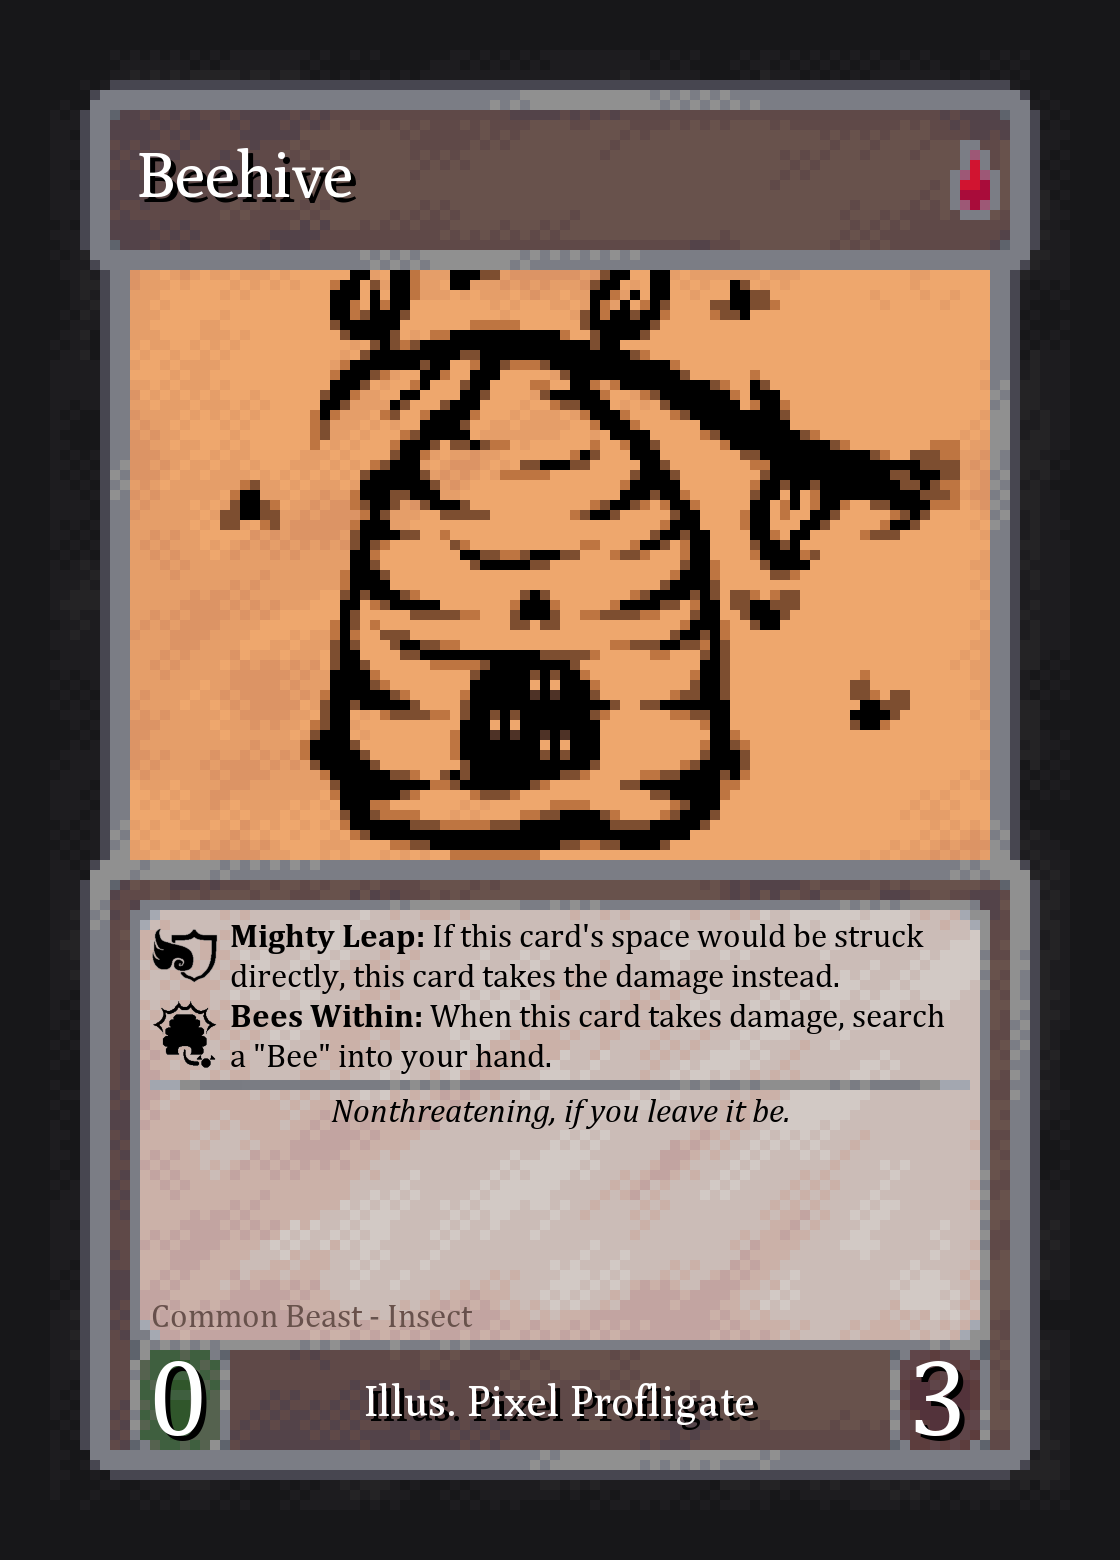 Beehive
Mighty Leap: If this card's space would be struck
directly, this card takes the damage instead.
Bees Within: When this card takes damage, search
a "Bee" into your hand.
Nonthreatening, if you leave it be.
Common Beast - Insect
0
Illus. Pixel Profligate
3